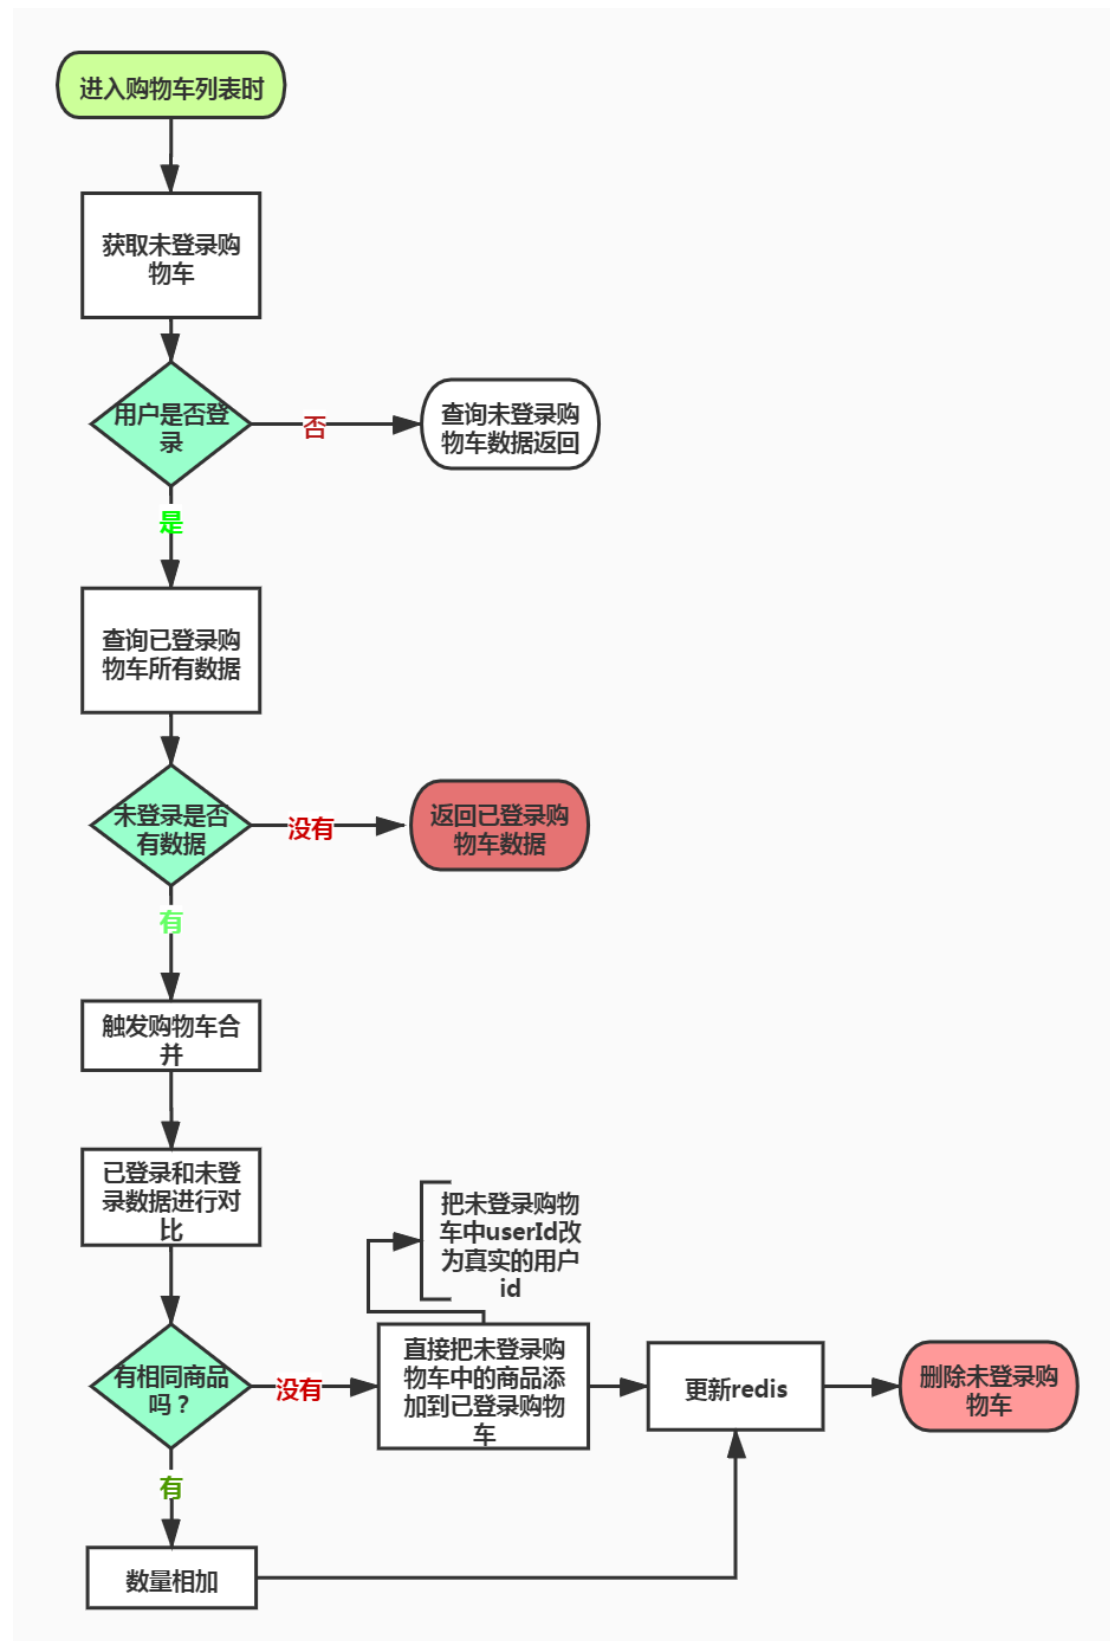 进入购物车列表时
获取未登录购
物车
用户是否登
录
否
查询未登录购
物车数据返回
是
查询已登录购
物车所有数据
未登录是否
有数据
没有
返回已登录购
物车数据
有
触发购物车合
并
已登录和未登
录数据进行对
比
把未登录购物
车中userId改
为真实的用户
id
有相同商品
吗？
没有
直接把未登录购
物车中的商品添
加到已登录购物
车
更新redis
删除未登录购
物车
有
数量相加